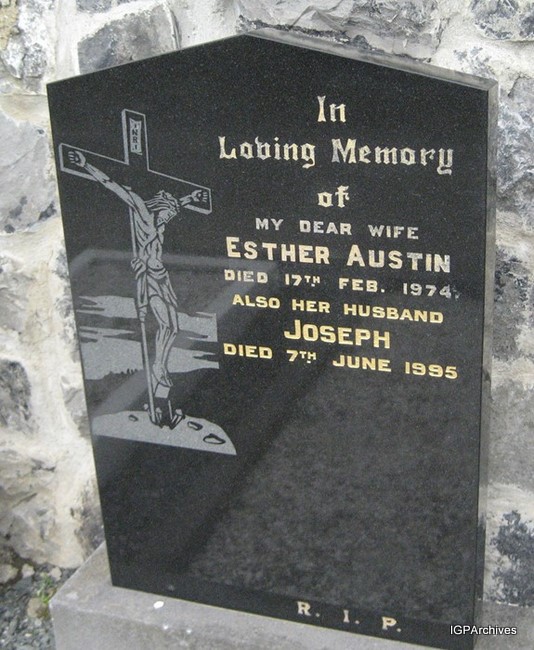 INRI
In
Loving Memory
of
MY DEAR WIFE
ESTHER AUSTIN
DIED 17TH FEB. 1974.
ALSO HER HUSBAND
JOSEPH
DIED 7TH JUNE 1995
R. I. P.
IGPArchives